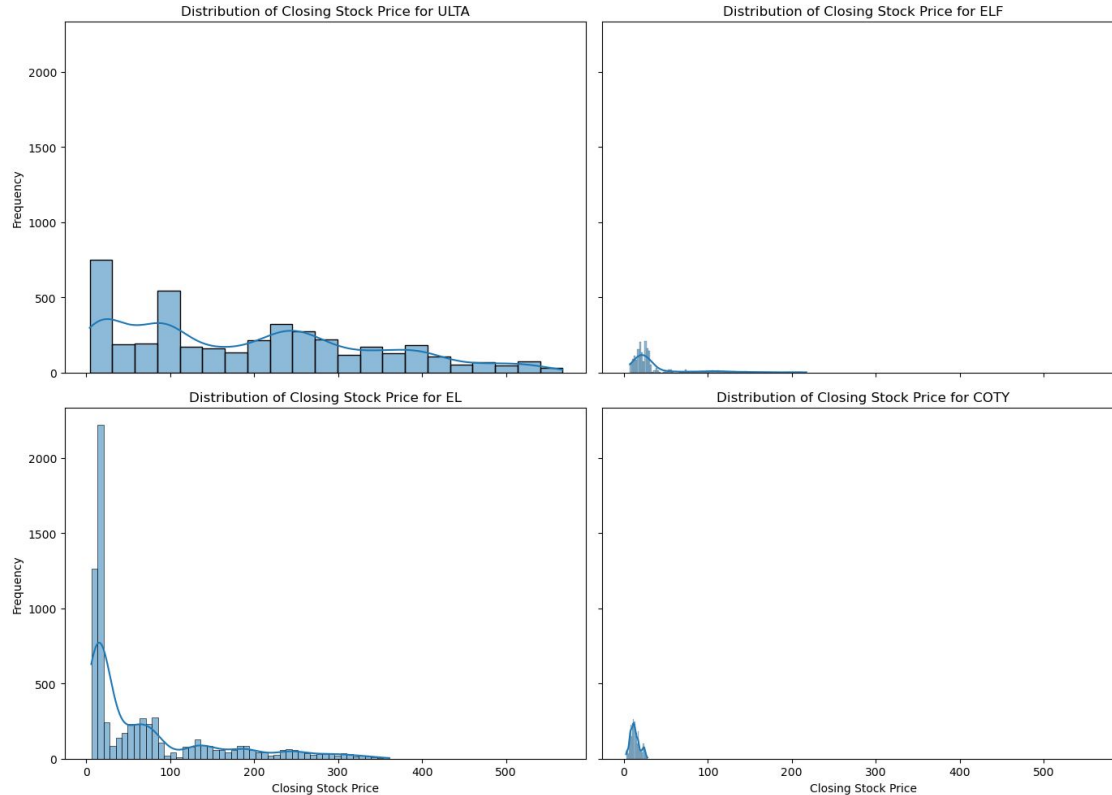 Distribution of Closing Stock Price for ULTA
Distribution of Closing Stock Price for ELF
2000
1500
1000
500
0
Frequency
Distribution of Closing Stock Price for EL
Distribution of Closing Stock Price for COTY
2000
1500
1000
500
0
Frequency
0 100 200 300 400 500
Closing Stock Price
0 100 200 300 400 500
Closing Stock Price